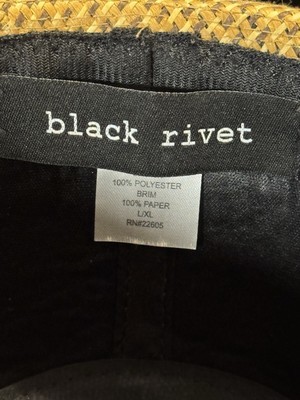 black rivet
100% POLYESTER
BRIM
100% PAPER
L/XL
RN#22605